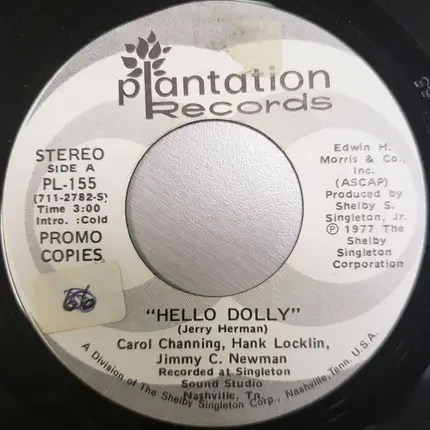 plantation
Records
STEREO
SIDE A
PL-155
(711-2782-S)
Time 3:00
Intro. :Cold
PROMO
COPIES
Edwin H.
Morris & Co.,
Inc.
(ASCAP)
Produced by
Shelby S.
Singleton, Jr.
Ⓟ 1977 The
Shelby
Singleton
Corporation
66
"HELLO DOLLY"
(Jerry Herman)
Carol Channing, Hank Locklin,
Jimmy C. Newman
Recorded at Singleton
Sound Studio
Nashville, Tn.
A Division of The Shelby Singleton Corp., Nashville, Tenn. U.S.A.